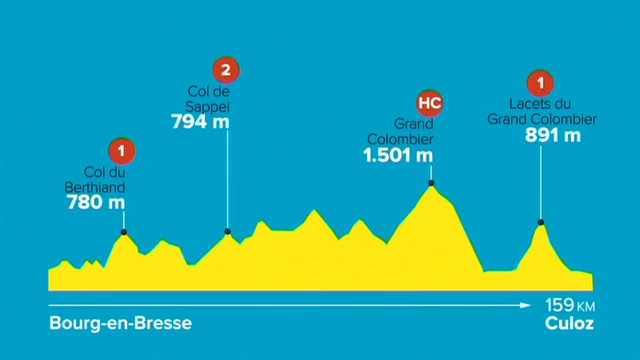 1
Col du
Berthiand
780 m
2
Col de
Sappei
794 m
HC
Grand
Colombier
1.501 m
1
Lacets du
Grand Colombier
891 m
159 KM
Bourg-en-Bresse
Culoz